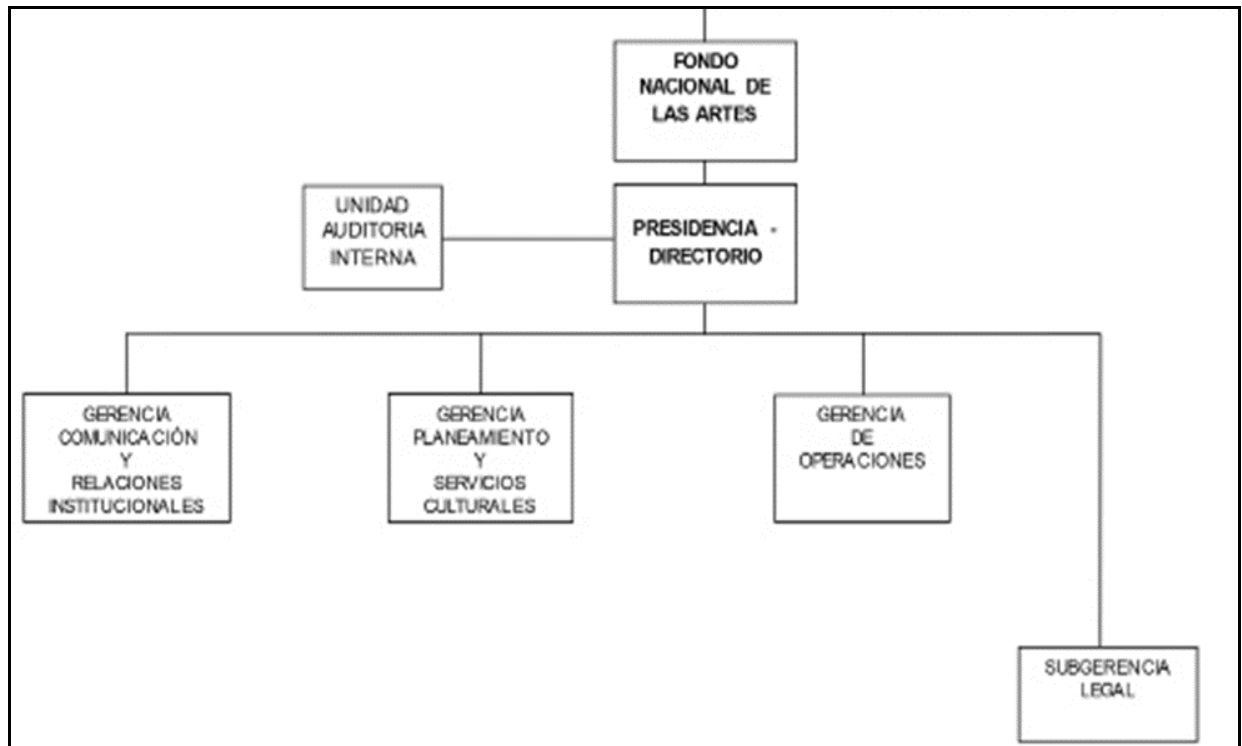 FONDO
NACIONAL DE
LAS ARTES
UNIDAD
AUDITORIA
INTERNA
PRESIDENCIA -
DIRECTORIO
GERENCIA
COMUNICACIÓN
Y
RELACIONES
INSTITUCIONALES
GERENCIA
PLANEAMIENTO
Y
SERVICIOS
CULTURALES
GERENCIA
DE
OPERACIONES
SUBGERENCIA
LEGAL